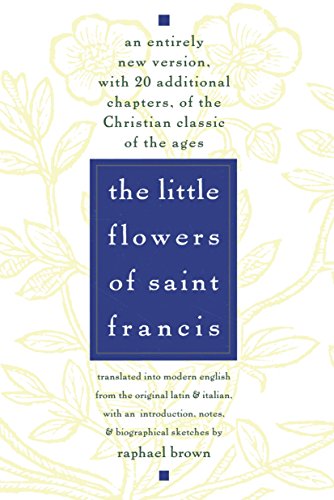 an entirely
new version,
with 20 additional
chapters, of the
Christian classic
of the ages
the little
flowers
of saint
francis
translated into modern english
from the original latin & italian,
with an introduction, notes,
& biographical sketches by
raphael brown